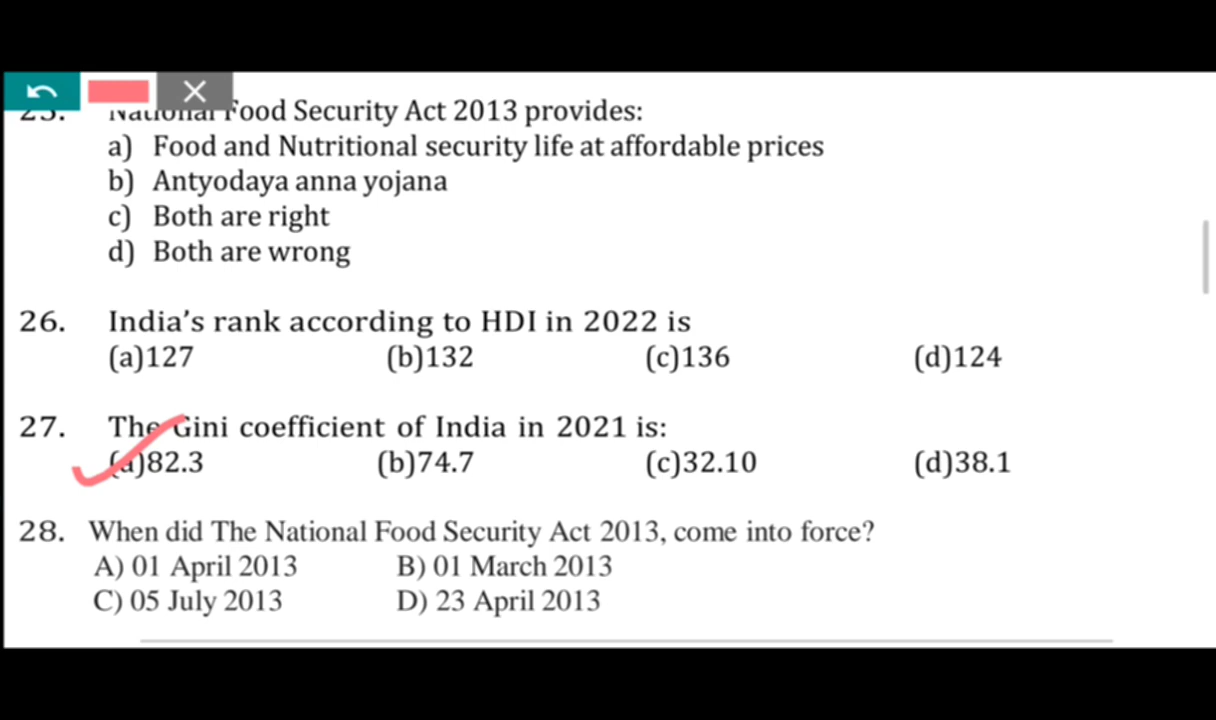 25. National Food Security Act 2013 provides:
a) Food and Nutritional security life at affordable prices
b) Antyodaya anna yojana
c) Both are right
d) Both are wrong
26. India's rank according to HDI in 2022 is
(a)127 (b)132 (c)136 (d)124
27. The Gini coefficient of India in 2021 is:
(a)82.3 (b)74.7 (c)32.10 (d)38.1
28. When did The National Food Security Act 2013, come into force?
A) 01 April 2013 B) 01 March 2013
C) 05 July 2013 D) 23 April 2013